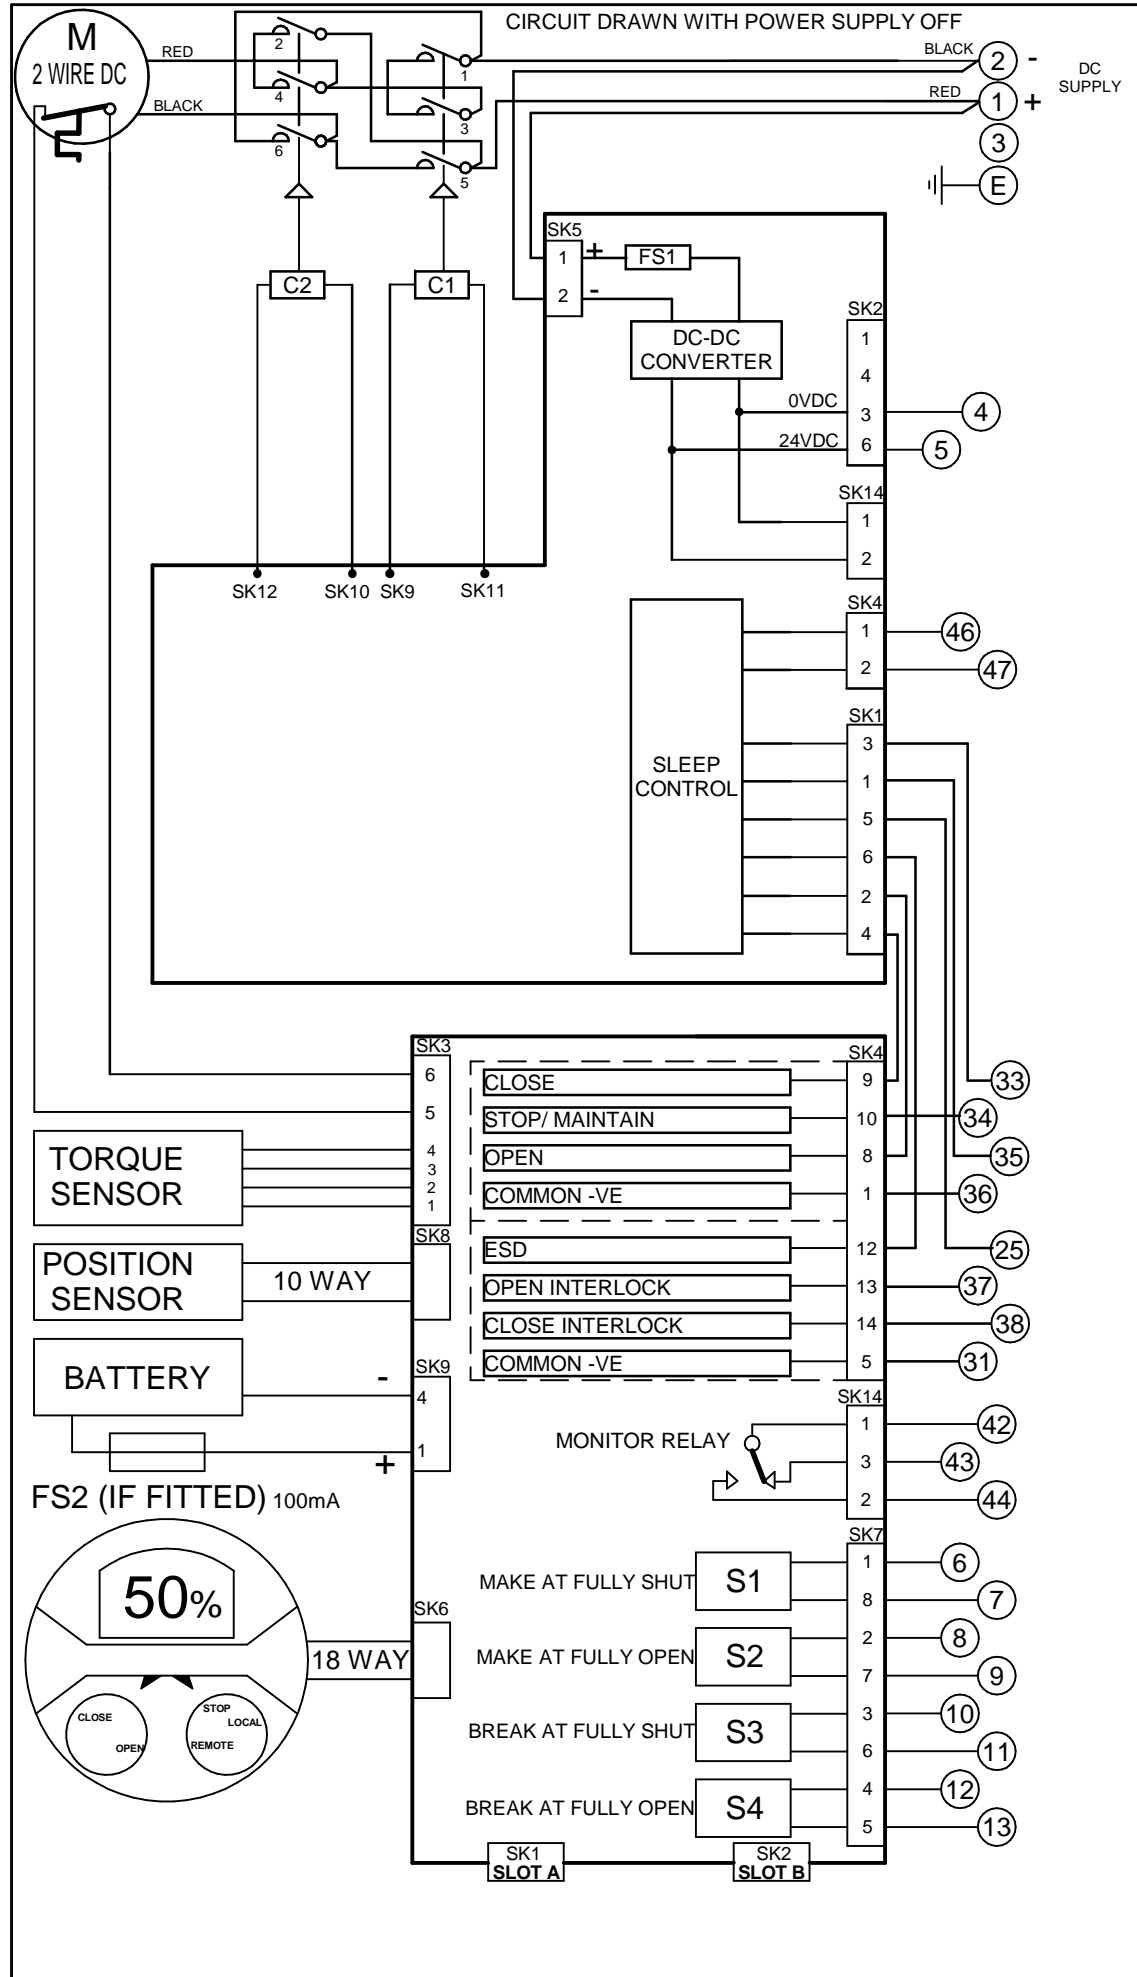 CIRCUIT DRAWN WITH POWER SUPPLY OFF
M
2 WIRE DC
RED
BLACK
2
4
6
1
3
5
BLACK
2
-
RED
1
+
DC
SUPPLY
3
E
C2
C1
SK5
1
+
FS1
2
-
DC-DC
CONVERTER
0VDC
24VDC
SK2
1
4
3
4
6
5
SK14
1
2
SK12
SK10
SK9
SK11
SLEEP
CONTROL
SK4
1
46
2
47
SK1
3
1
5
6
2
4
SK3
6
5
4
3
2
1
TORQUE
SENSOR
SK8
POSITION
SENSOR
10 WAY
BATTERY
-
+
SK9
4
1
FS2 (IF FITTED) 100mA
50%
CLOSE
OPEN
STOP
LOCAL
REMOTE
18 WAY
SK6
SK4
CLOSE
9
33
STOP/ MAINTAIN
10
34
OPEN
8
35
COMMON -VE
1
36
ESD
12
25
OPEN INTERLOCK
13
37
CLOSE INTERLOCK
14
38
COMMON -VE
5
31
SK14
MONITOR RELAY
1
42
3
43
2
44
SK7
MAKE AT FULLY SHUT
S1
1
6
8
7
MAKE AT FULLY OPEN
S2
2
8
7
9
BREAK AT FULLY SHUT
S3
3
10
6
11
BREAK AT FULLY OPEN
S4
4
12
5
13
SK1
SLOT A
SK2
SLOT B